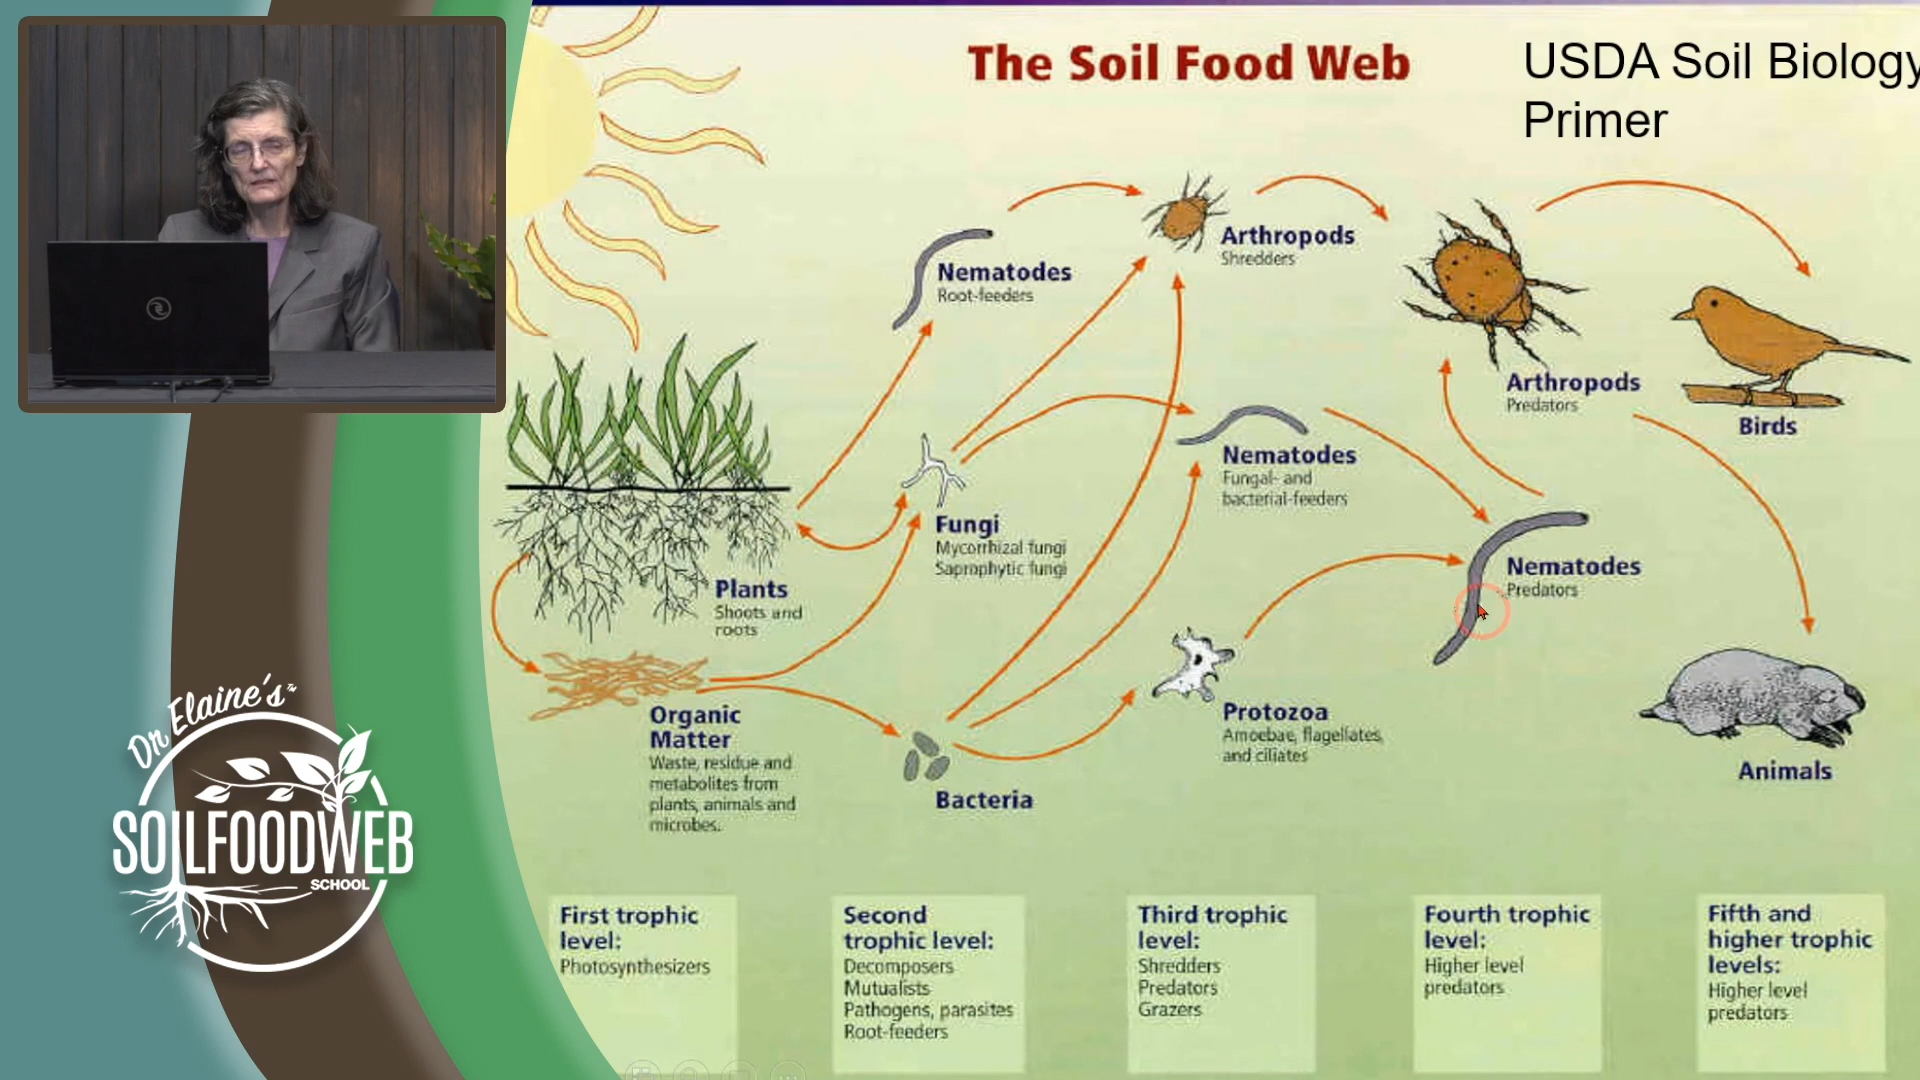 The Soil Food Web
USDA Soil Biology
Primer
Arthropods
Shredders
Nematodes
Root-feeders
Arthropods
Predators
Birds
Nematodes
Fungal- and
bacterial-feeders
Fungi
Mycorrhizal fungi
Saprophytic fungi
Nematodes
Predators
Plants
Shoots and
roots
Organic
Matter
Waste, residue and
metabolites from
plants, animals and
microbes.
Protozoa
Amoebae, flagellates,
and ciliates
Bacteria
Animals
Dr Elaine's™
SOILFOODWEB
SCHOOL
First trophic
level:
Photosynthesizers
Second
trophic level:
Decomposers
Mutualists
Pathogens, parasites
Root-feeders
Third trophic
level:
Shredders
Predators
Grazers
Fourth trophic
level:
Higher level
predators
Fifth and
higher trophic
levels:
Higher level
predators